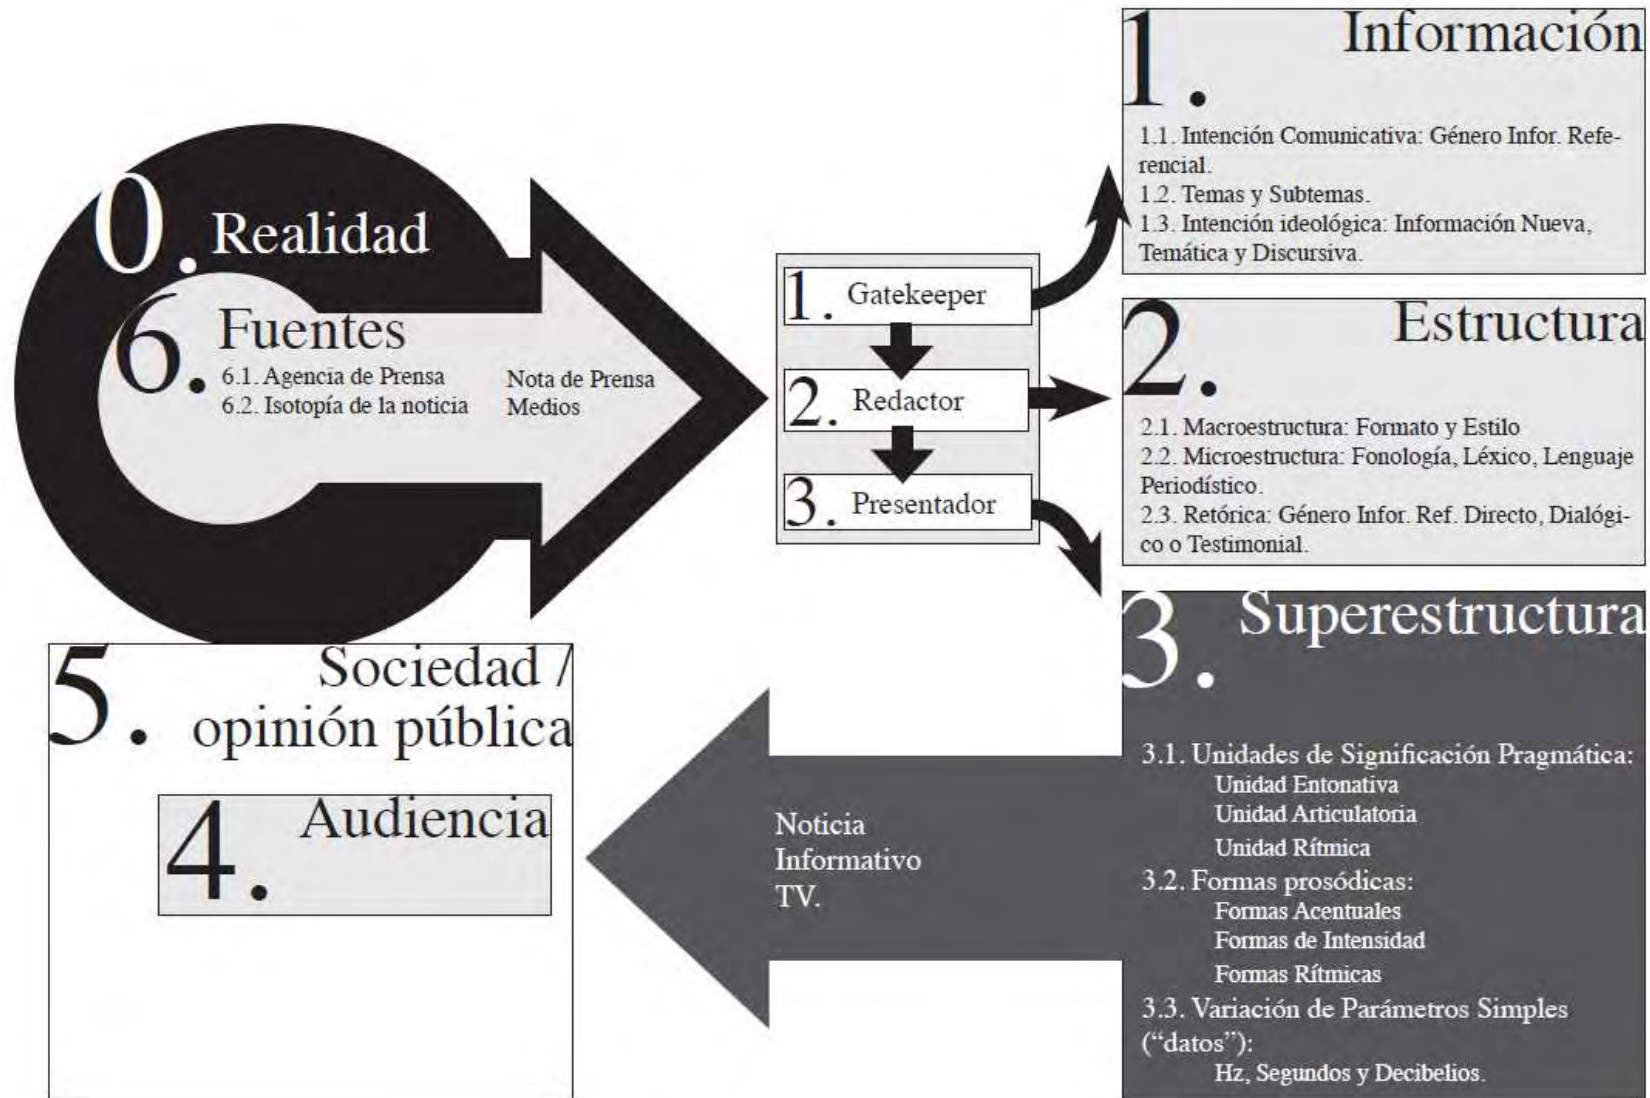 0. Realidad
6. Fuentes
6.1. Agencia de Prensa
6.2. Isotopía de la noticia
Nota de Prensa
Medios
1. Gatekeeper
2. Redactor
3. Presentador
1. Información
1.1. Intención Comunicativa: Género Infor. Refe-
rencial.
1.2. Temas y Subtemas.
1.3. Intención ideológica: Información Nueva,
Temática y Discursiva.
2. Estructura
2.1. Macroestructura: Formato y Estilo
2.2. Microestructura: Fonología, Léxico, Lenguaje
Periodístico.
2.3. Retórica: Género Infor. Ref. Directo, Dialógi-
co o Testimonial.
3. Superestructura
3.1. Unidades de Significación Pragmática:
Unidad Entonativa
Unidad Articulatoria
Unidad Rítmica
3.2. Formas prosódicas:
Formas Acentuales
Formas de Intensidad
Formas Rítmicas
3.3. Variación de Parámetros Simples
(“datos”):
Hz, Segundos y Decibelios.
Noticia
Informativo
TV.
5. Sociedad /
opinión pública
4. Audiencia